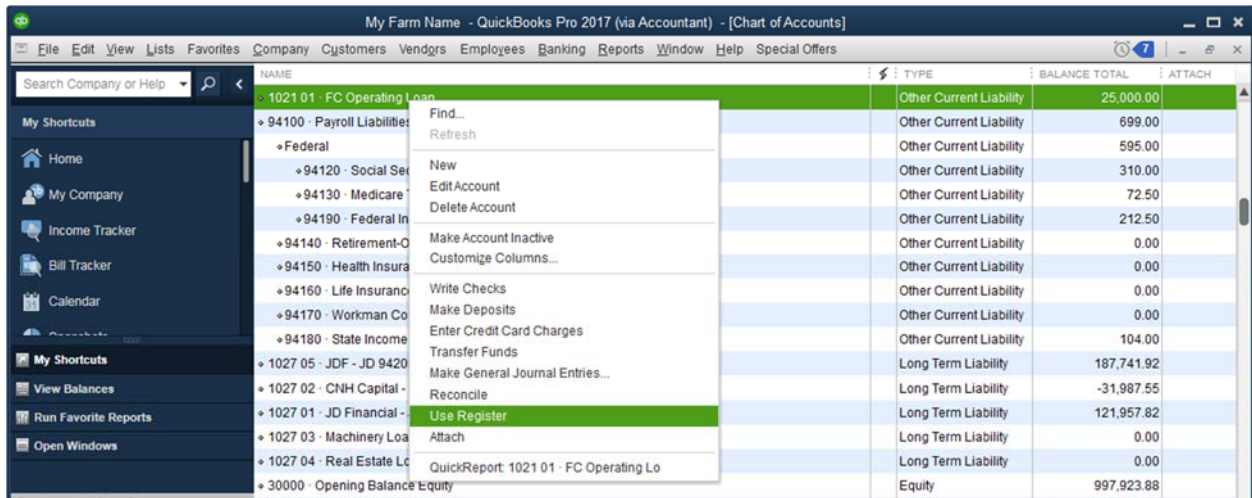 My Farm Name - QuickBooks Pro 2017 (via Accountant) - [Chart of Accounts]
File Edit View Lists Favorites Company Customers Vendors Employees Banking Reports Window Help Special Offers 7
Search Company or Help
My Shortcuts
Home
My Company
Income Tracker
Bill Tracker
Calendar
My Shortcuts
View Balances
Run Favorite Reports
Open Windows
NAME TYPE BALANCE TOTAL ATTACH
1021 01 · FC Operating Loan Other Current Liability 25,000.00
94100 · Payroll Liabilities Other Current Liability 699.00
Federal Other Current Liability 595.00
94120 · Social Sec Other Current Liability 310.00
94130 · Medicare Other Current Liability 72.50
94190 · Federal In Other Current Liability 212.50
94140 · Retirement-O Other Current Liability 0.00
94150 · Health Insura Other Current Liability 0.00
94160 · Life Insuranc Other Current Liability 0.00
94170 · Workman Co Other Current Liability 0.00
94180 · State Income Other Current Liability 104.00
1027 05 · JDF - JD 9420 Long Term Liability 187,741.92
1027 02 · CNH Capital - Long Term Liability -31,987.55
1027 01 · JD Financial - Long Term Liability 121,957.82
1027 03 · Machinery Loa Long Term Liability 0.00
1027 04 · Real Estate Lo Long Term Liability 0.00
30000 · Opening Balance Equity Equity 997,923.88
Find...
Refresh
New
Edit Account
Delete Account
Make Account Inactive
Customize Columns...
Write Checks
Make Deposits
Enter Credit Card Charges
Transfer Funds
Make General Journal Entries...
Reconcile
Use Register
Attach
QuickReport: 1021 01 · FC Operating Lo